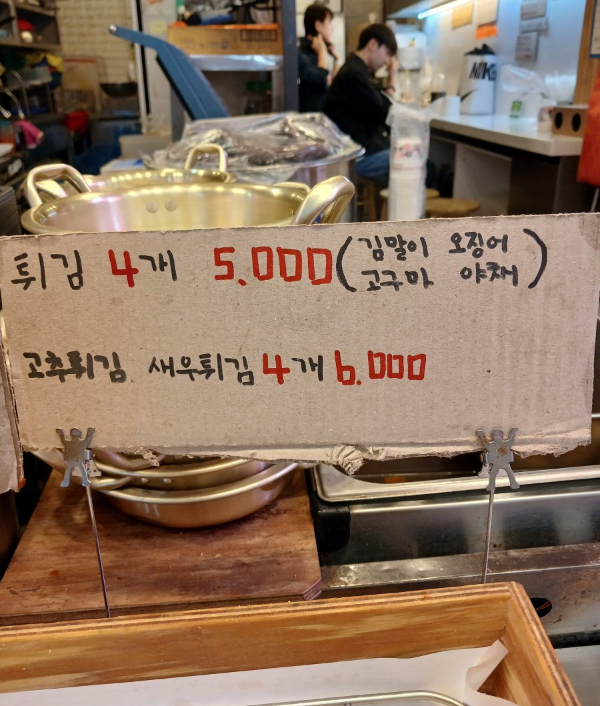 튀김 4개 5.000 (김말이 오징어
고구마 야채)
고추튀김 새우튀김 4개 6.000
NIKE